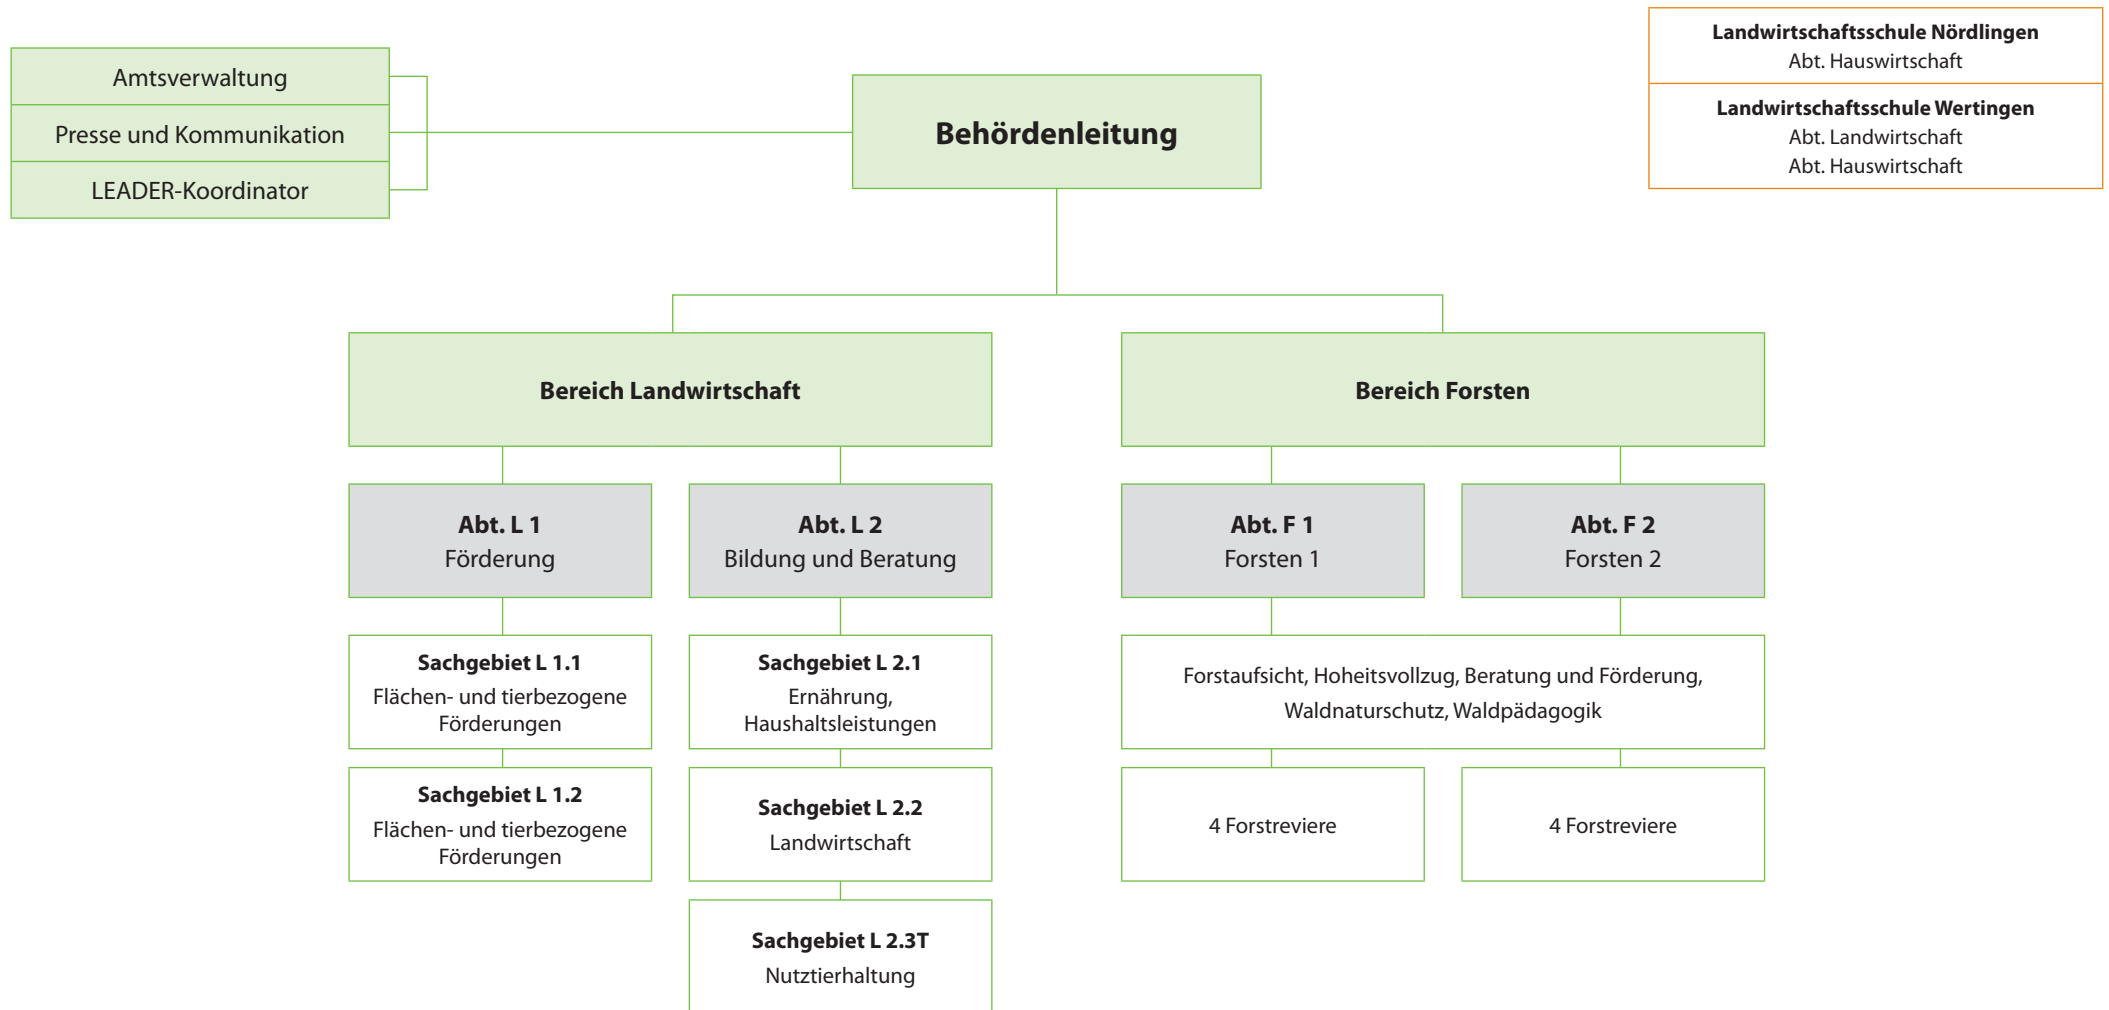 Amtsverwaltung
Presse und Kommunikation
LEADER-Koordinator
Behördenleitung
Landwirtschaftsschule Nördlingen
Abt. Hauswirtschaft
Landwirtschaftsschule Wertingen
Abt. Landwirtschaft
Abt. Hauswirtschaft
Bereich Landwirtschaft
Bereich Forsten
Abt. L 1
Förderung
Abt. L 2
Bildung und Beratung
Abt. F 1
Forsten 1
Abt. F 2
Forsten 2
Sachgebiet L 1.1
Flächen- und tierbezogene
Förderungen
Sachgebiet L 2.1
Ernährung,
Haushaltsleistungen
Forstaufsicht, Hoheitsvollzug, Beratung und Förderung,
Waldnaturschutz, Waldpädagogik
Sachgebiet L 1.2
Flächen- und tierbezogene
Förderungen
Sachgebiet L 2.2
Landwirtschaft
4 Forstreviere
4 Forstreviere
Sachgebiet L 2.3T
Nutztierhaltung